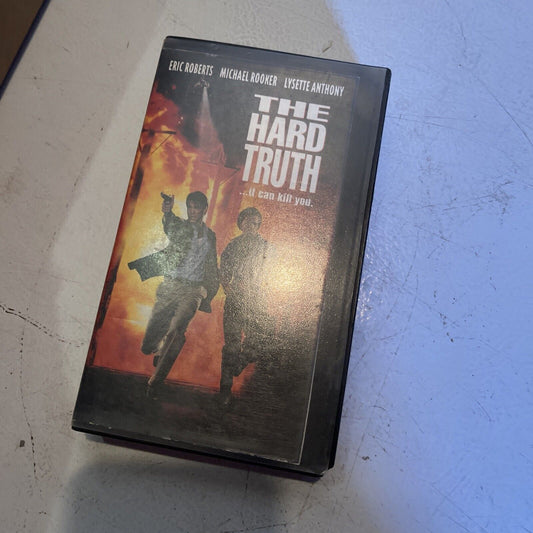 ERIC ROBERTS MICHAEL ROOKER LYSETTE ANTHONY
THE
HARD
TRUTH
...it can kill you.